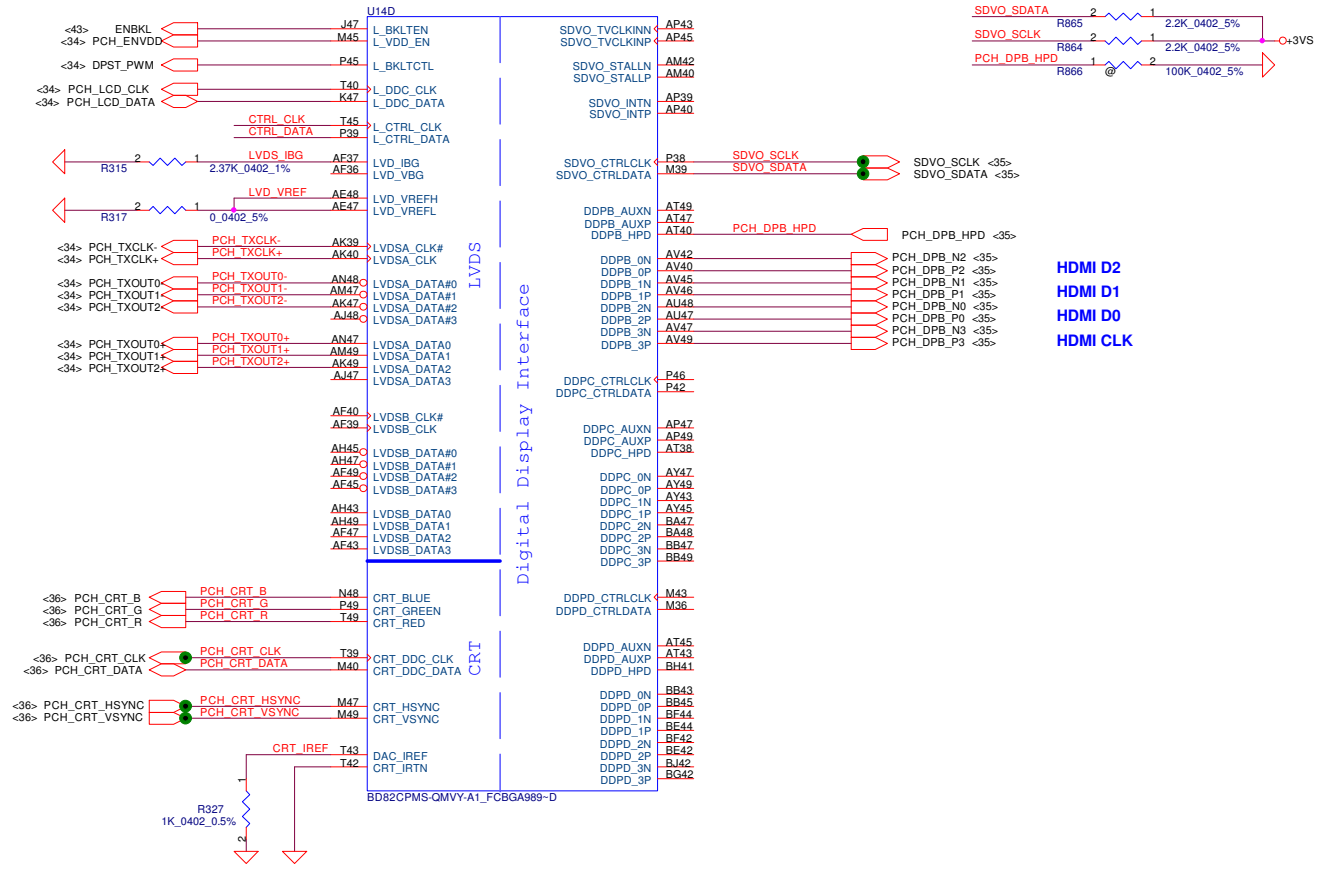 U14D
<43> ENBKL J47 L_BKLTEN
<34> PCH_ENVDD M45 L_VDD_EN
<34> DPST_PWM P45 L_BKLTCTL
<34> PCH_LCD_CLK T40 L_DDC_CLK
<34> PCH_LCD_DATA K47 L_DDC_DATA
CTRL_CLK T45 L_CTRL_CLK
CTRL_DATA P39 L_CTRL_DATA
R315 2 1 2.37K_0402_1% LVDS_IBG AF37 LVD_IBG
AF36 LVD_VBG
LVD_VREF AE48 LVD_VREFH
R317 2 1 0_0402_5% AE47 LVD_VREFL
<34> PCH_TXCLK- PCH_TXCLK- AK39 LVDSA_CLK#
<34> PCH_TXCLK+ PCH_TXCLK+ AK40 LVDSA_CLK
<34> PCH_TXOUT0- PCH_TXOUT0- AN48 LVDSA_DATA#0
<34> PCH_TXOUT1- PCH_TXOUT1- AM47 LVDSA_DATA#1
<34> PCH_TXOUT2- PCH_TXOUT2- AK47 LVDSA_DATA#2
AJ48 LVDSA_DATA#3
<34> PCH_TXOUT0+ PCH_TXOUT0+ AN47 LVDSA_DATA0
<34> PCH_TXOUT1+ PCH_TXOUT1+ AM49 LVDSA_DATA1
<34> PCH_TXOUT2+ PCH_TXOUT2+ AK49 LVDSA_DATA2
AJ47 LVDSA_DATA3
AF40 LVDSB_CLK#
AF39 LVDSB_CLK
AH45 LVDSB_DATA#0
AH47 LVDSB_DATA#1
AF49 LVDSB_DATA#2
AF45 LVDSB_DATA#3
AH43 LVDSB_DATA0
AH49 LVDSB_DATA1
AF47 LVDSB_DATA2
AF43 LVDSB_DATA3
<36> PCH_CRT_B PCH_CRT_B N48 CRT_BLUE
<36> PCH_CRT_G PCH_CRT_G P49 CRT_GREEN
<36> PCH_CRT_R PCH_CRT_R T49 CRT_RED
<36> PCH_CRT_CLK PCH_CRT_CLK T39 CRT_DDC_CLK
<36> PCH_CRT_DATA PCH_CRT_DATA M40 CRT_DDC_DATA
<36> PCH_CRT_HSYNC PCH_CRT_HSYNC M47 CRT_HSYNC
<36> PCH_CRT_VSYNC PCH_CRT_VSYNC M49 CRT_VSYNC
CRT_IREF T43 DAC_IREF
T42 CRT_IRTN
1
R327
1K_0402_0.5%
2
LVDS
CRT
Digital Display Interface
SDVO_TVCLKINN AP43
SDVO_TVCLKINP AP45
SDVO_STALLN AM42
SDVO_STALLP AM40
SDVO_INTN AP39
SDVO_INTP AP40
SDVO_CTRLCLK P38 SDVO_SCLK SDVO_SCLK <35>
SDVO_CTRLDATA M39 SDVO_SDATA SDVO_SDATA <35>
DDPB_AUXN AT49
DDPB_AUXP AT47
DDPB_HPD AT40 PCH_DPB_HPD PCH_DPB_HPD <35>
DDPB_0N AV42 PCH_DPB_N2 <35>
DDPB_0P AV40 PCH_DPB_P2 <35> HDMI D2
DDPB_1N AV45 PCH_DPB_N1 <35>
DDPB_1P AV46 PCH_DPB_P1 <35> HDMI D1
DDPB_2N AU48 PCH_DPB_N0 <35>
DDPB_2P AU47 PCH_DPB_P0 <35> HDMI D0
DDPB_3N AV47 PCH_DPB_N3 <35>
DDPB_3P AV49 PCH_DPB_P3 <35> HDMI CLK
DDPC_CTRLCLK P46
DDPC_CTRLDATA P42
DDPC_AUXN AP47
DDPC_AUXP AP49
DDPC_HPD AT38
DDPC_0N AY47
DDPC_0P AY49
DDPC_1N AY43
DDPC_1P AY45
DDPC_2N BA47
DDPC_2P BA48
DDPC_3N BB47
DDPC_3P BB49
DDPD_CTRLCLK M43
DDPD_CTRLDATA M36
DDPD_AUXN AT45
DDPD_AUXP AT43
DDPD_HPD BH41
DDPD_0N BB43
DDPD_0P BB45
DDPD_1N BF44
DDPD_1P BE44
DDPD_2N BF42
DDPD_2P BE42
DDPD_3N BJ42
DDPD_3P BG42
BD82CPMS-QMVY-A1_FCBGA989~D
SDVO_SDATA R865 2 1 2.2K_0402_5%
SDVO_SCLK R864 2 1 2.2K_0402_5% +3VS
PCH_DPB_HPD R866 1 @ 2 100K_0402_5%